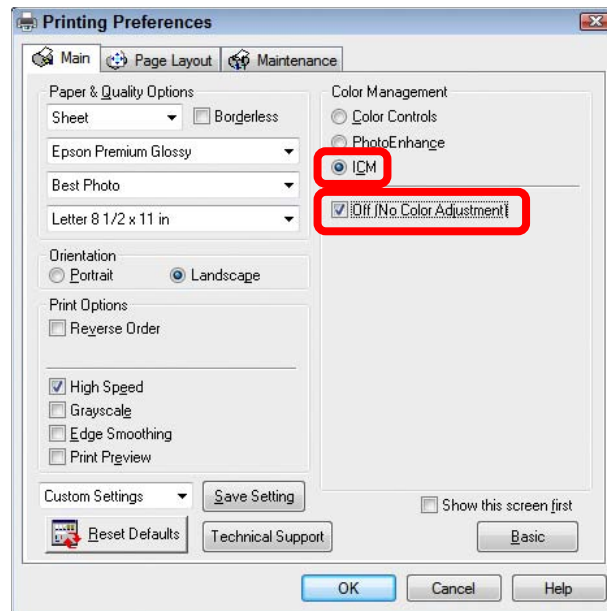 Printing Preferences
Main
Page Layout
Maintenance
Paper & Quality Options
Sheet
Borderless
Epson Premium Glossy
Best Photo
Letter 8 1/2 x 11 in
Orientation
Portrait
Landscape
Print Options
Reverse Order
High Speed
Grayscale
Edge Smoothing
Print Preview
Custom Settings
Save Setting
Reset Defaults
Technical Support
Color Management
Color Controls
PhotoEnhance
ICM
Off (No Color Adjustment)
Show this screen first
Basic
OK
Cancel
Help